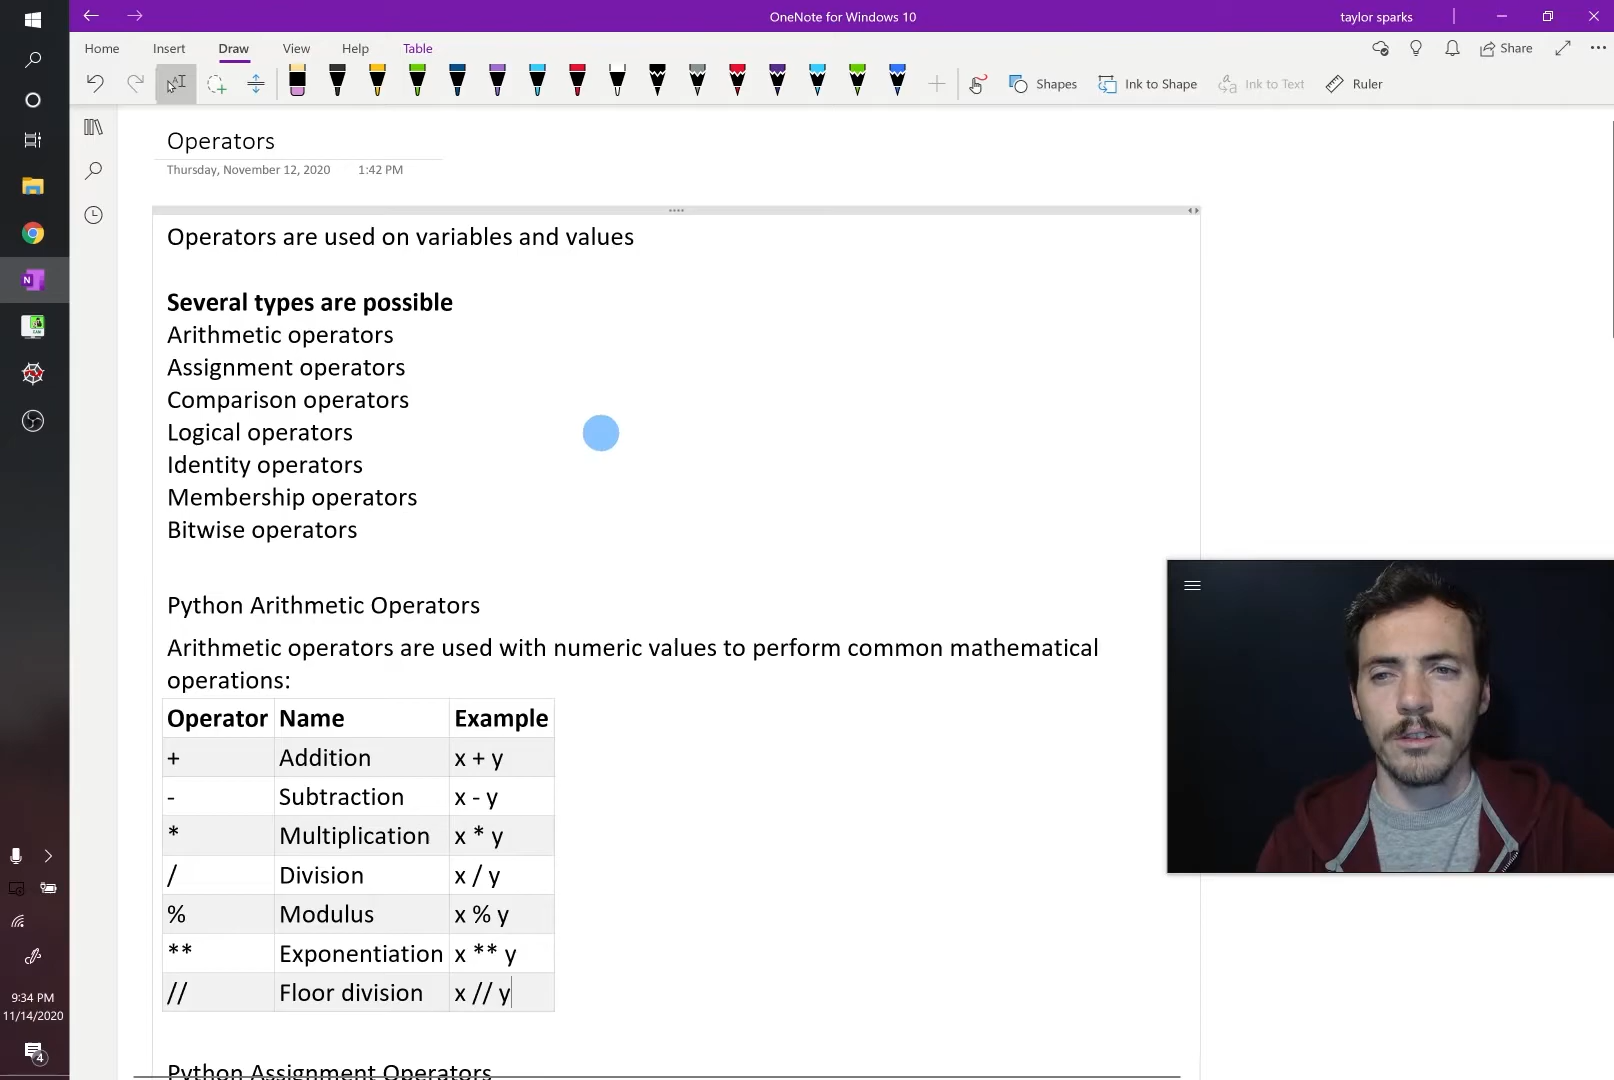 OneNote for Windows 10
taylor sparks
Home Insert Draw View Help Table
Share
Shapes Ink to Shape Ink to Text Ruler
Operators
Thursday, November 12, 2020 1:42 PM
Operators are used on variables and values
Several types are possible
Arithmetic operators
Assignment operators
Comparison operators
Logical operators
Identity operators
Membership operators
Bitwise operators
Python Arithmetic Operators
Arithmetic operators are used with numeric values to perform common mathematical
operations:
Operator Name Example
+ Addition x + y
- Subtraction x - y
* Multiplication x * y
/ Division x / y
% Modulus x % y
** Exponentiation x ** y
// Floor division x // y
Python Assignment Operators
9:34 PM
11/14/2020
4